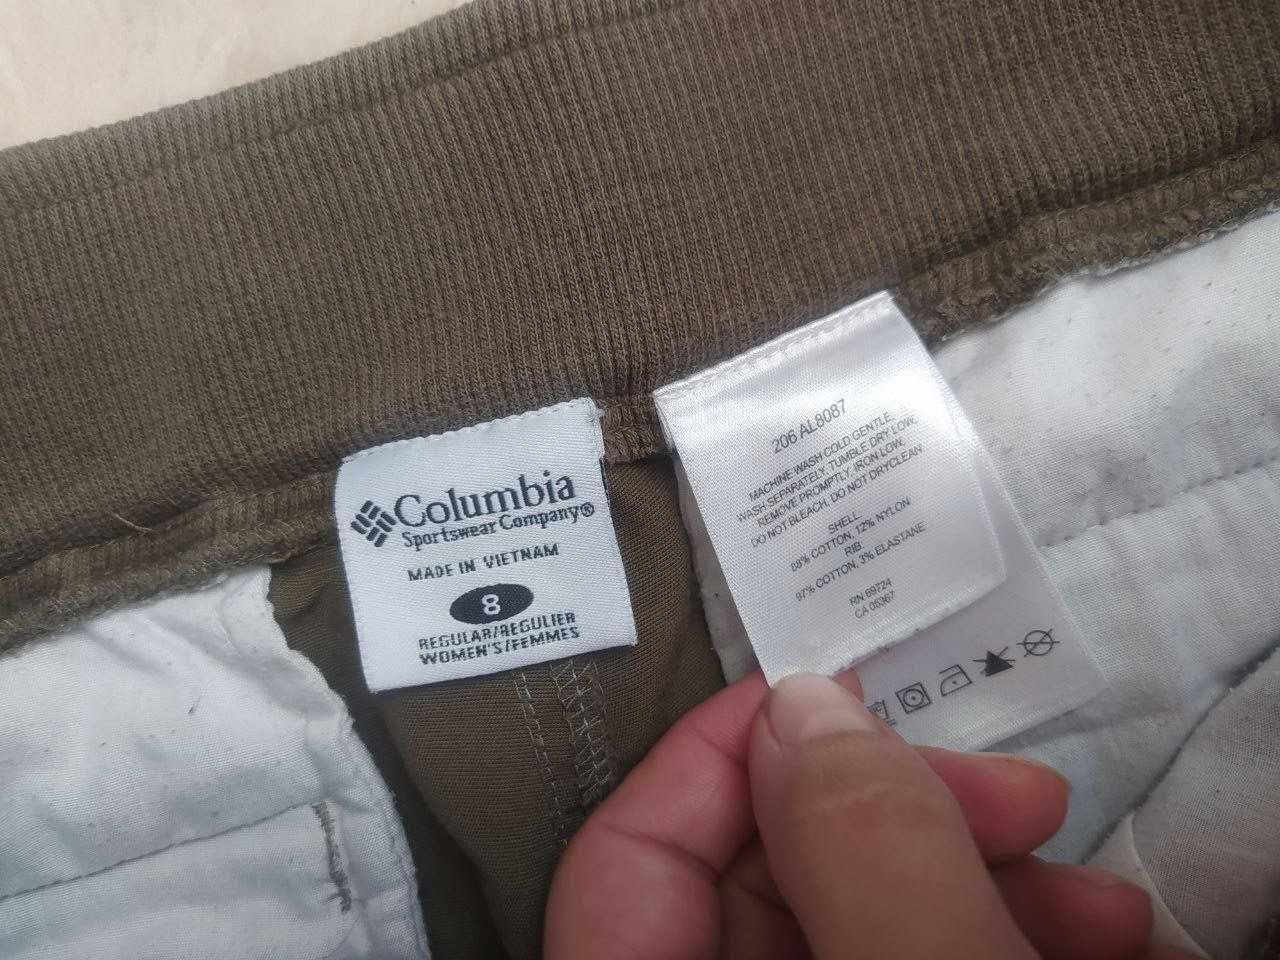 Columbia
Sportswear Company®
MADE IN VIETNAM
8
REGULAR/REGULIER
WOMEN'S/FEMMES
206 AL8087
MACHINE WASH COLD GENTLE.
WASH SEPARATELY. TUMBLE DRY LOW.
REMOVE PROMPTLY. IRON LOW.
DO NOT BLEACH, DO NOT DRYCLEAN
SHELL
88% COTTON, 12% NYLON
RIB
97% COTTON, 3% ELASTANE
RN 69724
CA 05367